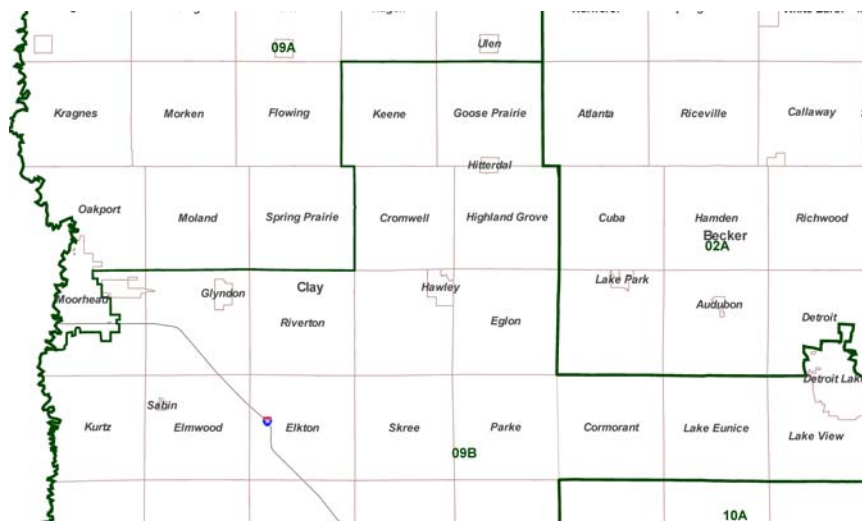 09A
Ulen
Kragnes
Morken
Flowing
Keene
Goose Prairie
Atlanta
Riceville
Callaway
Hitterdal
Oakport
Moland
Spring Prairie
Cromwell
Highland Grove
Cuba
Hamden
Richwood
Becker
02A
Moorhead
Glyndon
Clay
Riverton
Hawley
Eglon
Lake Park
Audubon
Detroit
Detroit Lake
Sabin
Kurtz
Elmwood
Elkton
Skree
Parke
Cormorant
Lake Eunice
Lake View
09B
10A